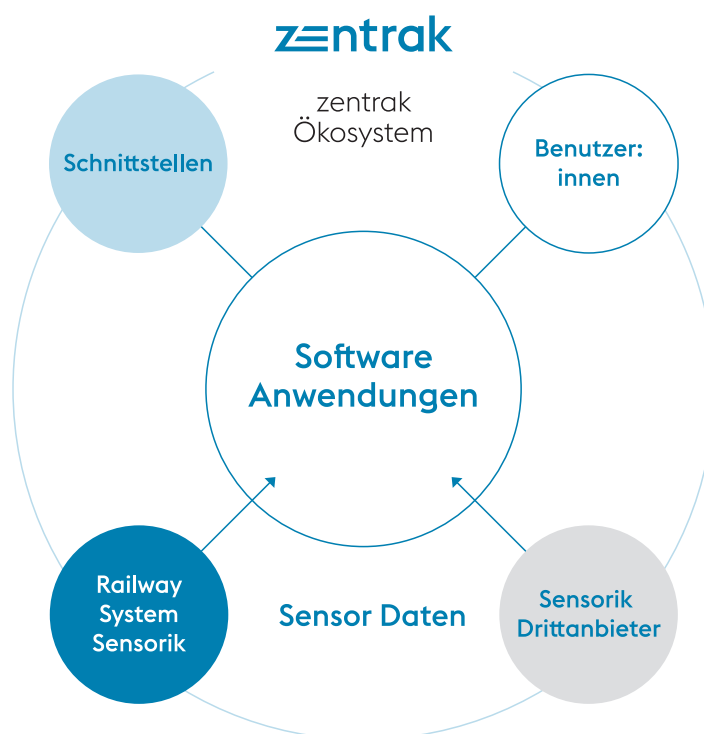 zentrak
zentrak
Ökosystem
Schnittstellen
Benutzer:
innen
Software
Anwendungen
Railway
System
Sensorik
Sensor Daten
Sensorik
Drittanbieter